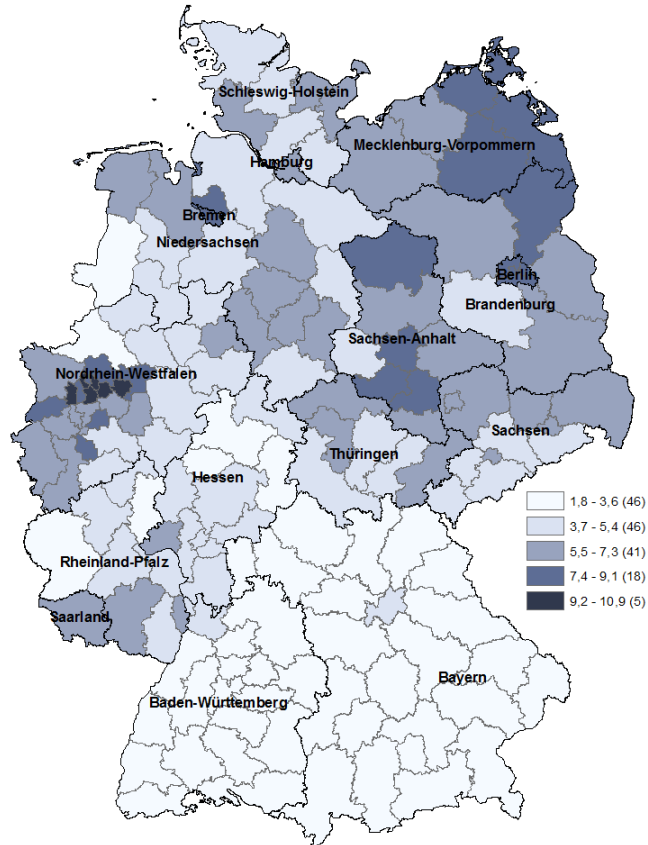 Schleswig-Holstein
Mecklenburg-Vorpommern
Hamburg
Bremen
Niedersachsen
Berlin
Brandenburg
Sachsen-Anhalt
Nordrhein-Westfalen
Sachsen
Thüringen
Hessen
1,8 - 3,6 (46)
3,7 - 5,4 (46)
5,5 - 7,3 (41)
7,4 - 9,1 (18)
9,2 - 10,9 (5)
Rheinland-Pfalz
Saarland
Bayern
Baden-Württemberg